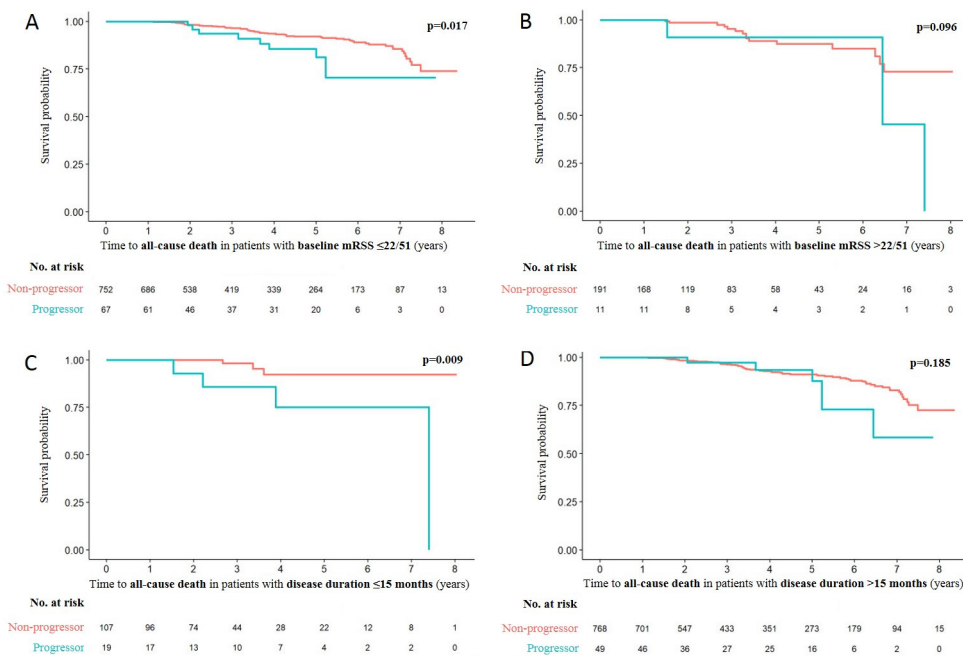 A
p=0.017
Survival probability
1.00
0.75
0.50
0.25
0.00
0 1 2 3 4 5 6 7 8
Time to all-cause death in patients with baseline mRSS ≤22/51 (years)
No. at risk
Non-progressor 752 686 538 419 339 264 173 87 13
Progressor 67 61 46 37 31 20 6 3 0
B
p=0.096
Survival probability
1.00
0.75
0.50
0.25
0.00
0 1 2 3 4 5 6 7 8
Time to all-cause death in patients with baseline mRSS >22/51 (years)
No. at risk
Non-progressor 191 168 119 83 58 43 24 16 3
Progressor 11 11 8 5 4 3 2 1 0
C
p=0.009
Survival probability
1.00
0.75
0.50
0.25
0.00
0 1 2 3 4 5 6 7 8
Time to all-cause death in patients with disease duration ≤15 months (years)
No. at risk
Non-progressor 107 96 74 44 28 22 12 8 1
Progressor 19 17 13 10 7 4 2 2 0
D
p=0.185
Survival probability
1.00
0.75
0.50
0.25
0.00
0 1 2 3 4 5 6 7 8
Time to all-cause death in patients with disease duration >15 months (years)
No. at risk
Non-progressor 768 701 547 433 351 273 179 94 15
Progressor 49 46 36 27 25 16 6 2 0